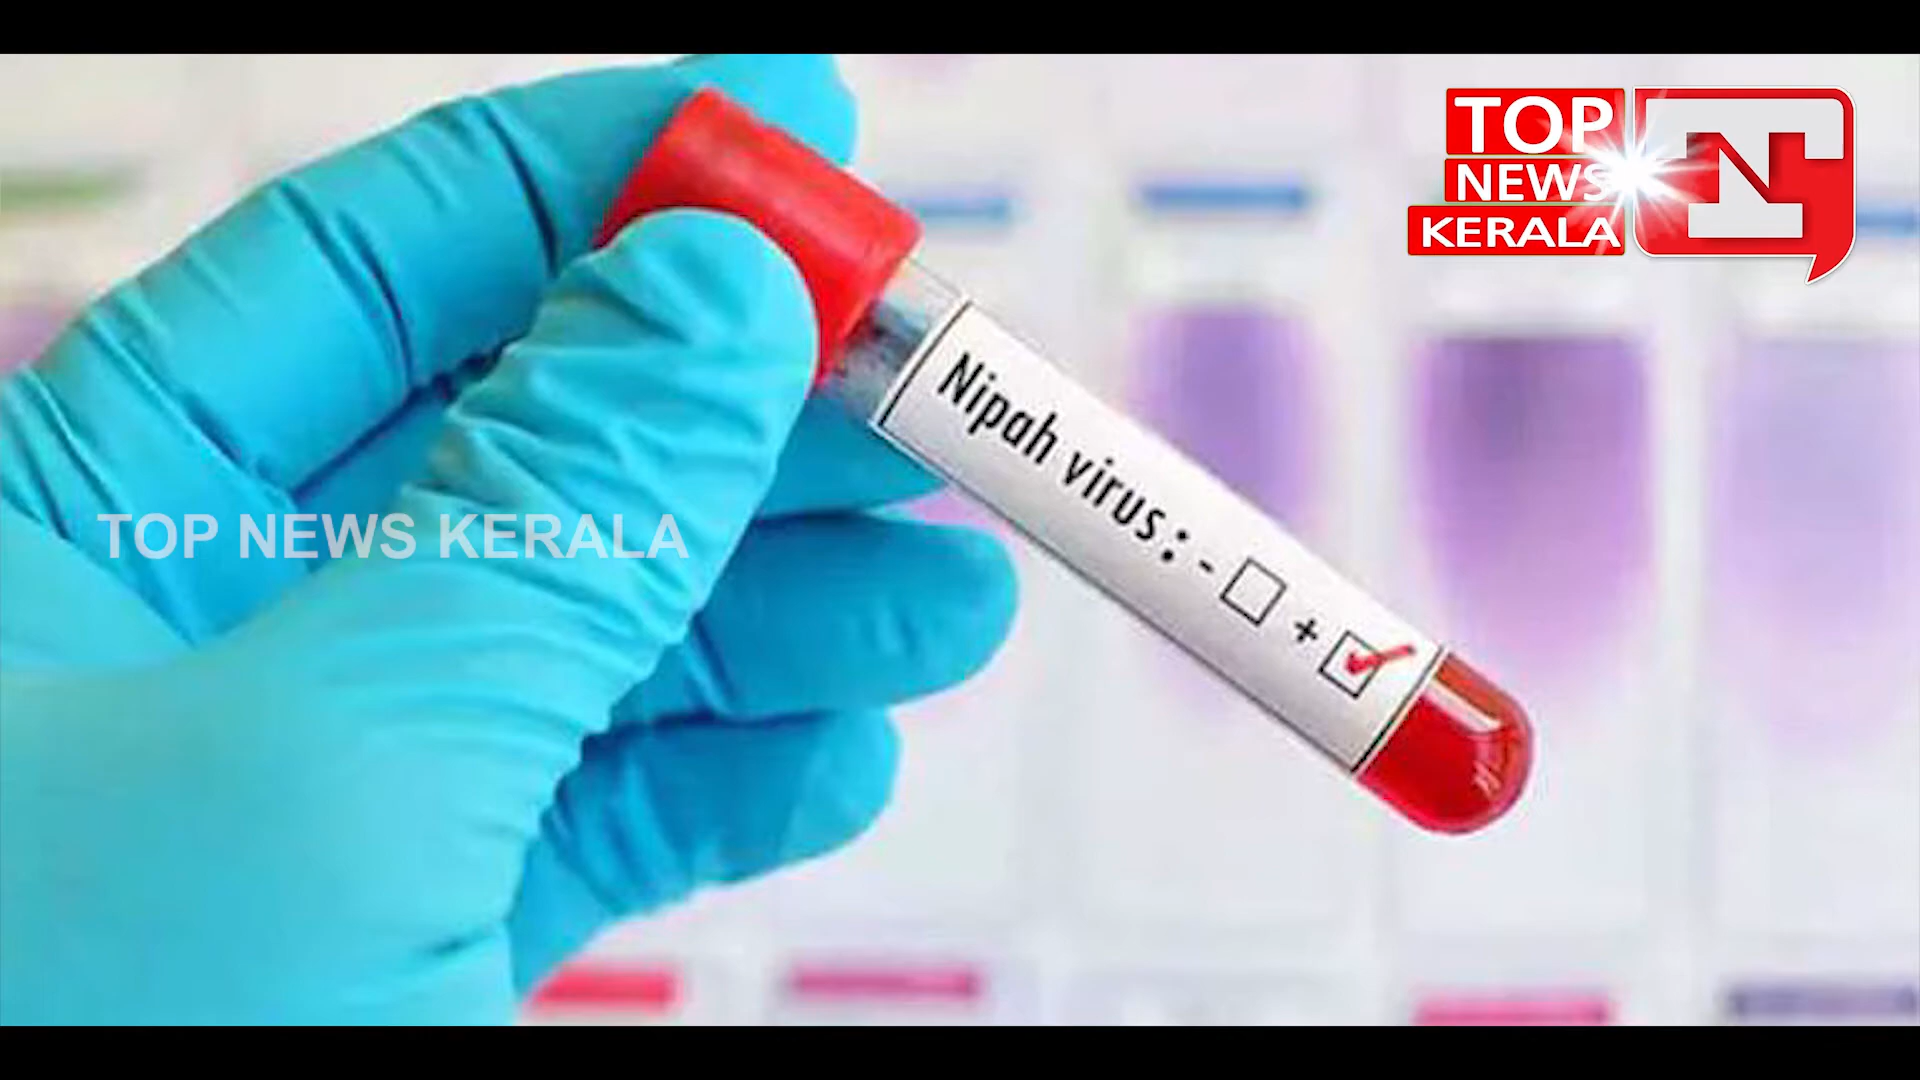 TOP
NEWS
KERALA
N
Nipah virus : - +
TOP NEWS KERALA